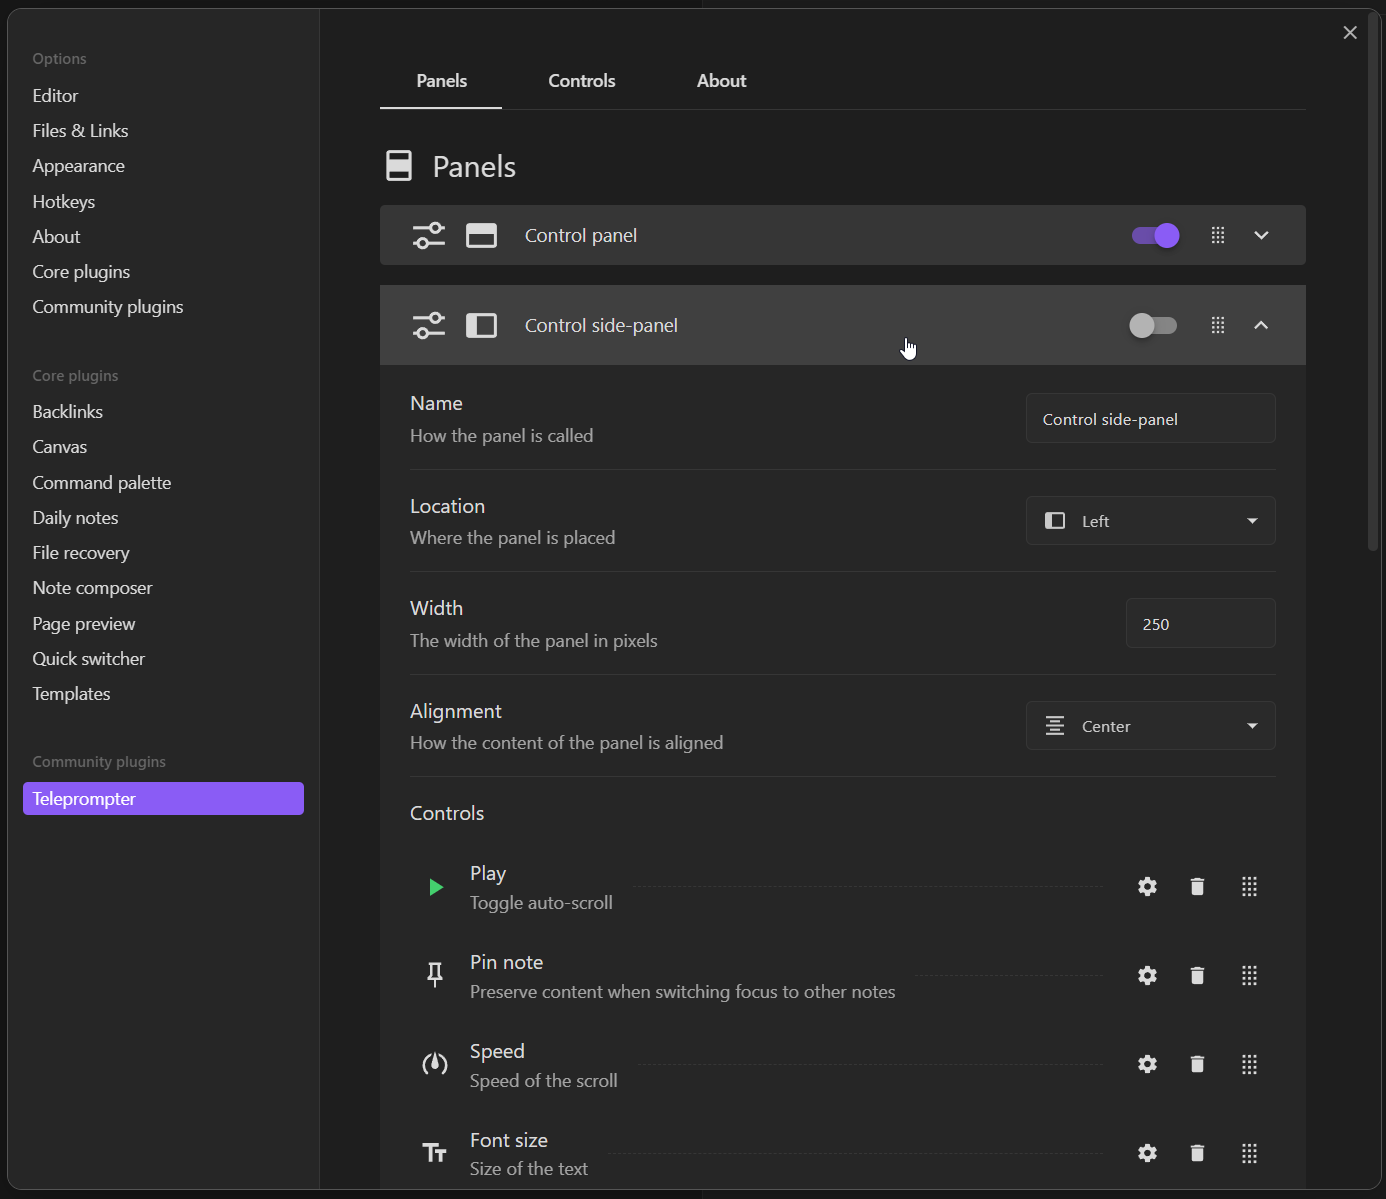 Options
Editor
Files & Links
Appearance
Hotkeys
About
Core plugins
Community plugins
Core plugins
Backlinks
Canvas
Command palette
Daily notes
File recovery
Note composer
Page preview
Quick switcher
Templates
Community plugins
Teleprompter
Panels Controls About
Panels
Control panel
Control side-panel
Name
How the panel is called
Control side-panel
Location
Where the panel is placed
Left
Width
The width of the panel in pixels
250
Alignment
How the content of the panel is aligned
Center
Controls
Play
Toggle auto-scroll
Pin note
Preserve content when switching focus to other notes
Speed
Speed of the scroll
Font size
Size of the text